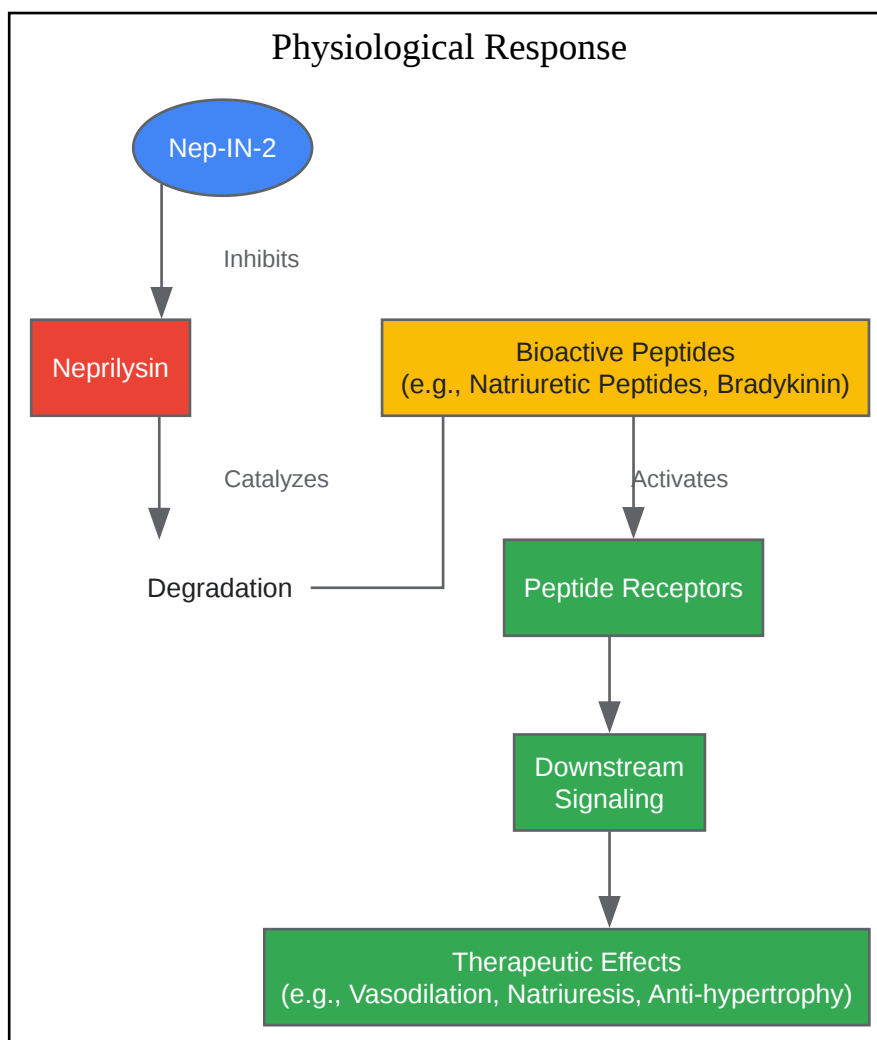 Physiological Response
Nep-IN-2
Inhibits
Neprilysin
Bioactive Peptides
(e.g., Natriuretic Peptides, Bradykinin)
Catalyzes
Activates
Degradation
Peptide Receptors
Downstream
Signaling
Therapeutic Effects
(e.g., Vasodilation, Natriuresis, Anti-hypertrophy)